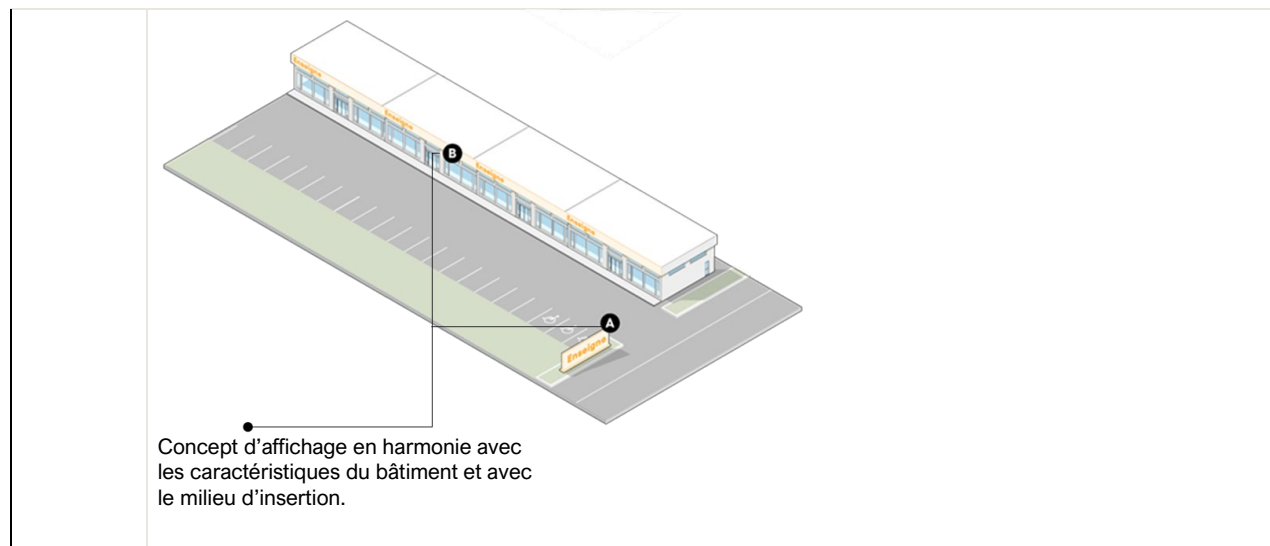 Enseigne
Enseigne
B
Enseigne
Enseigne
A
Enseigne
Concept d’affichage en harmonie avec
les caractéristiques du bâtiment et avec
le milieu d’insertion.